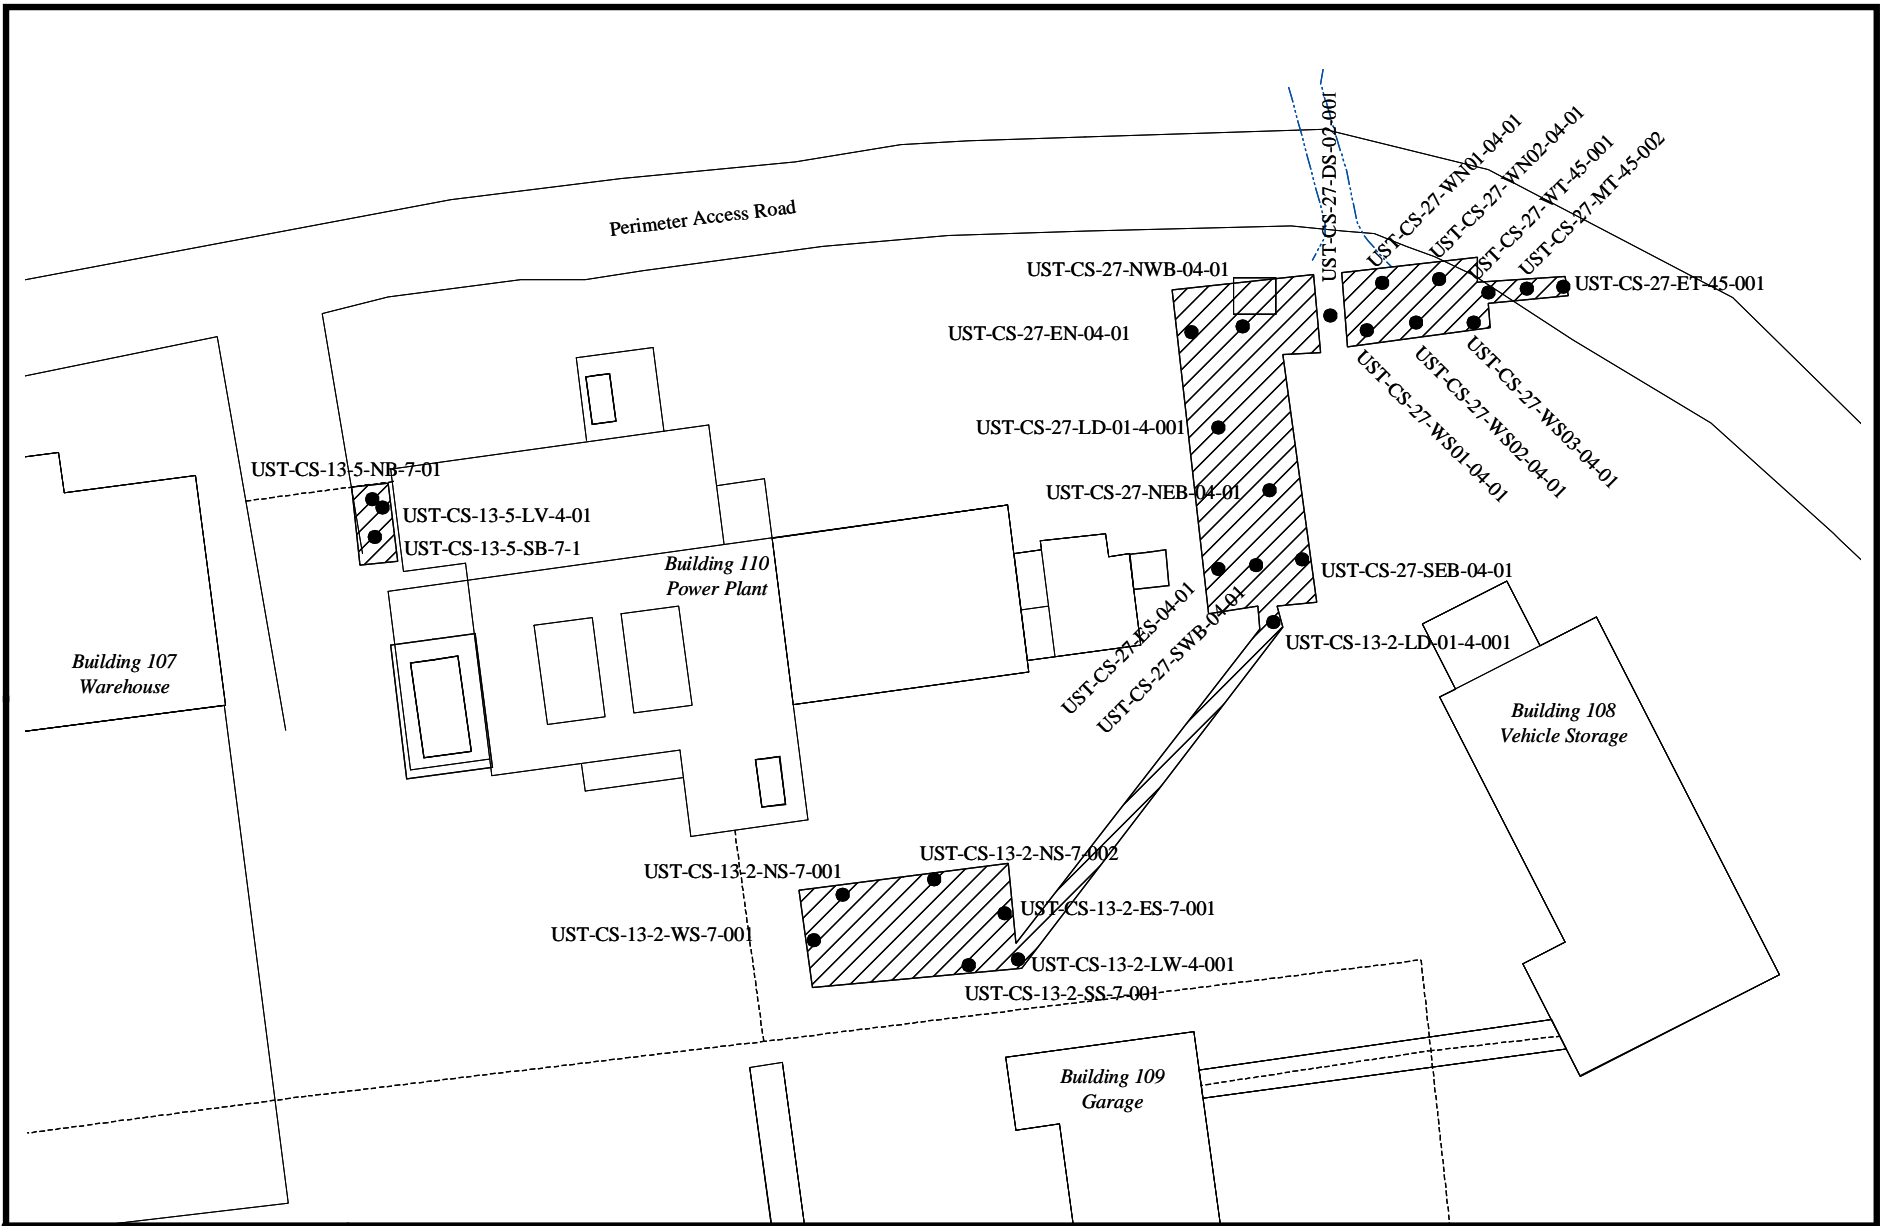 UST-CS-27-DS-02-001
UST-CS-27-WN01-04-01
UST-CS-27-WN02-04-01
UST-CS-27-WT-45-001
UST-CS-27-MT-45-002
Perimeter Access Road
UST-CS-27-NWB-04-01
UST-CS-27-ET-45-001
UST-CS-27-EN-04-01
UST-CS-27-WS01-04-01
UST-CS-27-WS02-04-01
UST-CS-27-WS03-04-01
UST-CS-27-LD-01-4-001
UST-CS-13-5-NB-7-01
UST-CS-27-NEB-04-01
UST-CS-13-5-LV-4-01
UST-CS-13-5-SB-7-1
Building 110
Power Plant
UST-CS-27-SEB-04-01
UST-CS-27-ES-04-01
UST-CS-27-SWB-04-01
UST-CS-13-2-LD-01-4-001
Building 107
Warehouse
Building 108
Vehicle Storage
UST-CS-13-2-NS-7-002
UST-CS-13-2-NS-7-001
UST-CS-13-2-ES-7-001
UST-CS-13-2-WS-7-001
UST-CS-13-2-LW-4-001
UST-CS-13-2-SS-7-001
Building 109
Garage